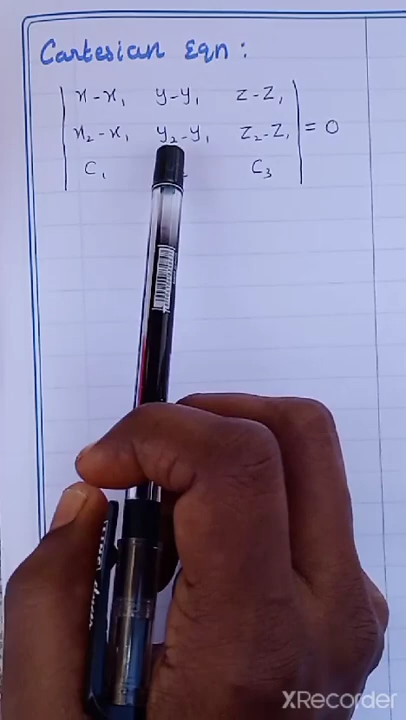 Cartesian Eqn :
| x-x₁ y-y₁ z-z₁ |
| x₂-x₁ y₂-y₁ z₂-z₁ | = 0
| C₁ C₃ |
XRecorder